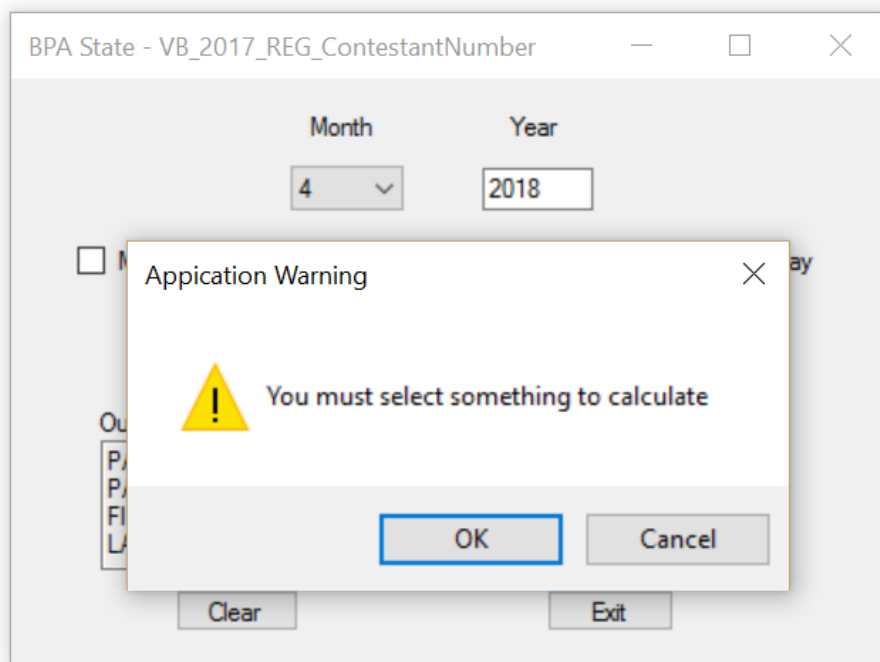 BPA State - VB_2017_REG_ContestantNumber
Month Year
4 2018
Appication Warning
You must select something to calculate
OK Cancel
Clear Exit